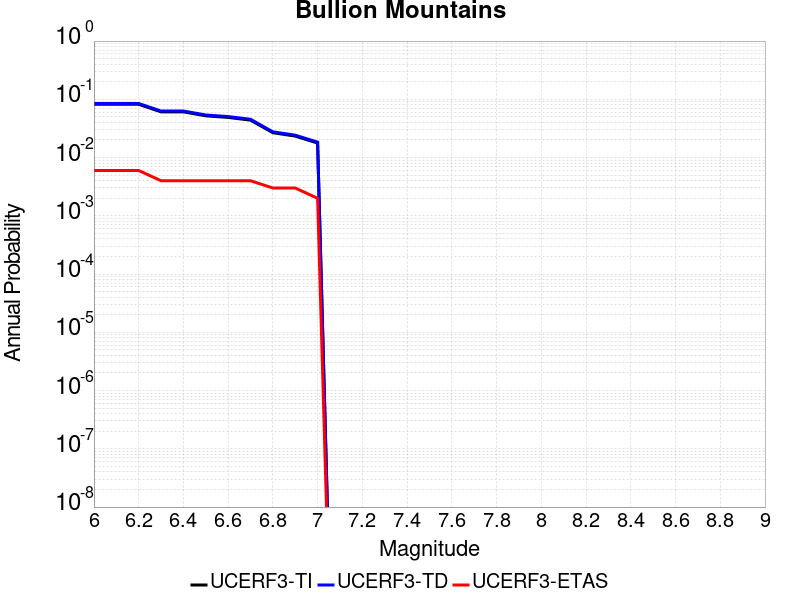 Bullion Mountains
10^0
10^-1
10^-2
10^-3
10^-4
10^-5
10^-6
10^-7
10^-8
Annual Probability
6 6.2 6.4 6.6 6.8 7 7.2 7.4 7.6 7.8 8 8.2 8.4 8.6 8.8 9
Magnitude
UCERF3-TI UCERF3-TD UCERF3-ETAS